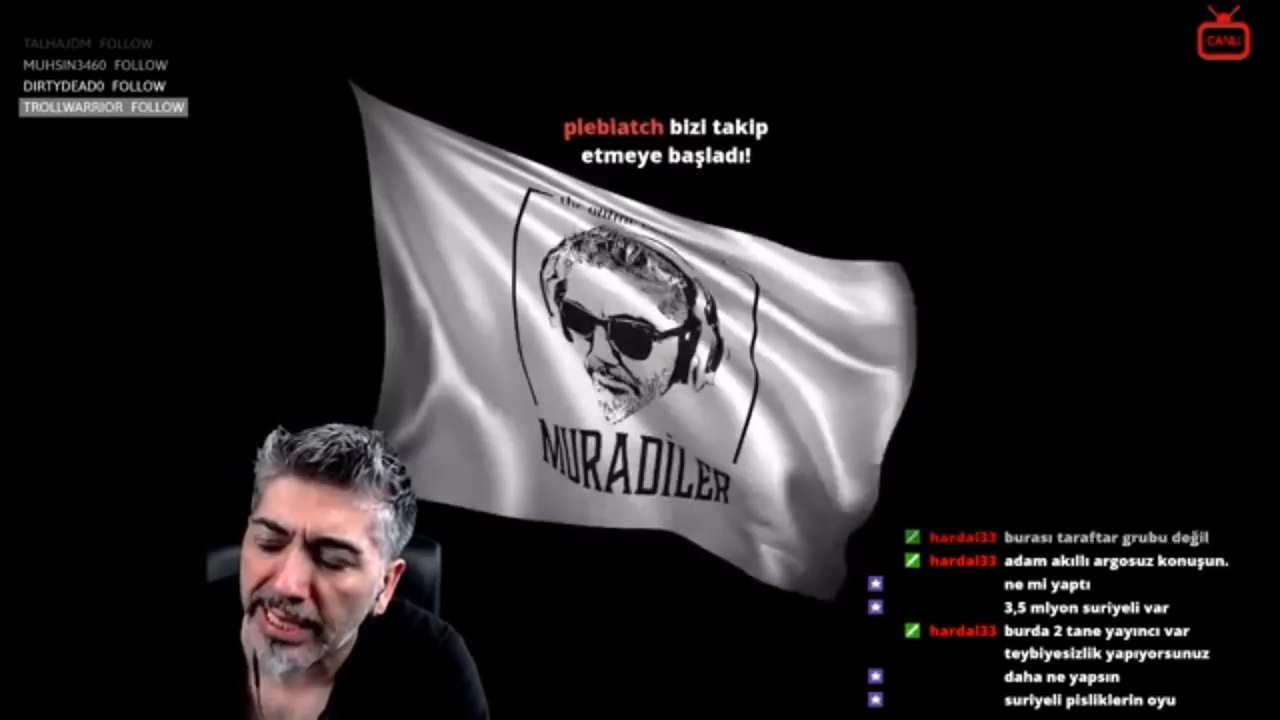 TALHAJDM FOLLOW
MUHSIN3460 FOLLOW
DIRTYDEAD0 FOLLOW
TROLLWARRIOR FOLLOW
CANLI
plebiatch bizi takip
etmeye başladı!
the
MURADİLER
hardal33 burası taraftar grubu değil
hardal33 adam akıllı argosuz konuşun.
ne mi yaptı
3,5 mlyon suriyeli var
hardal33 burda 2 tane yayıncı var
teybiyesizlik yapıyorsunuz
daha ne yapsın
suriyeli pisliklerin oyu